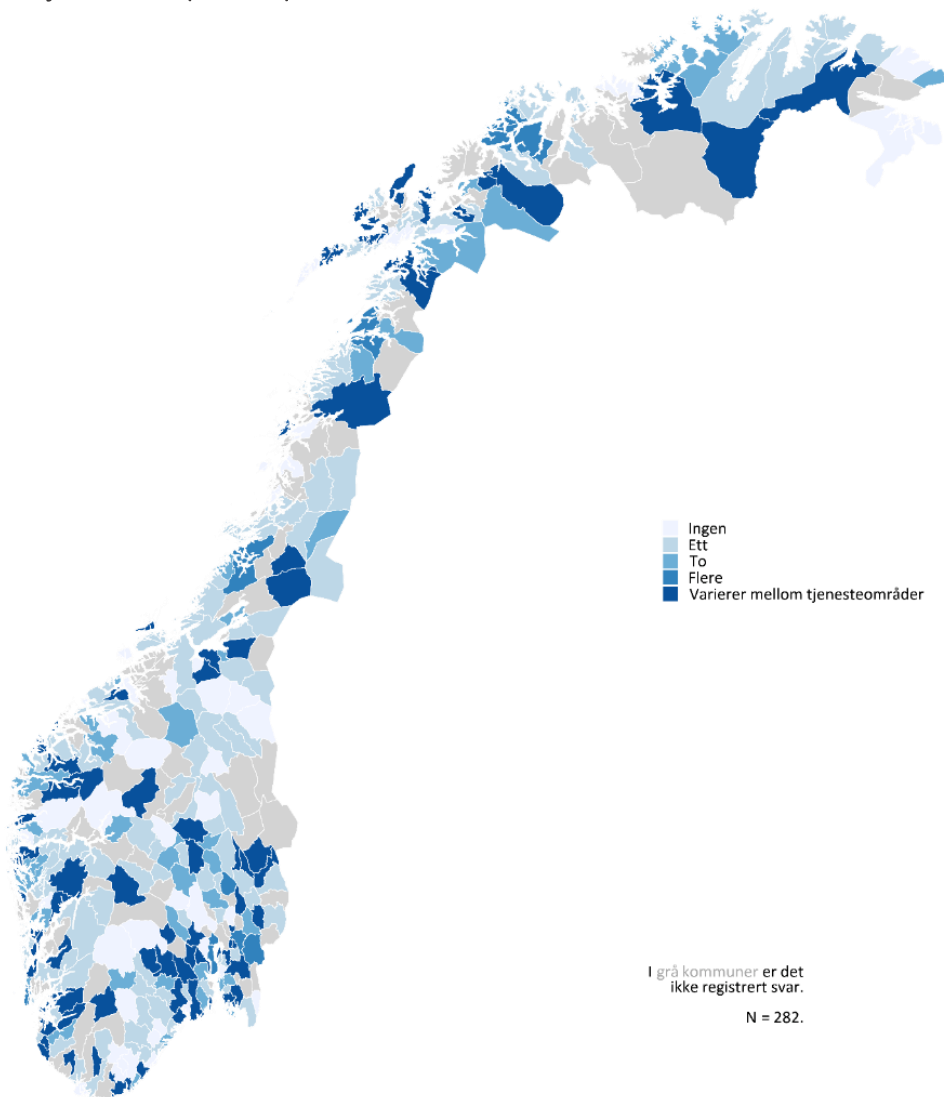 Ingen
Ett
To
Flere
Varierer mellom tjenesteområder
I grå kommuner er det
ikke registrert svar.
N = 282.